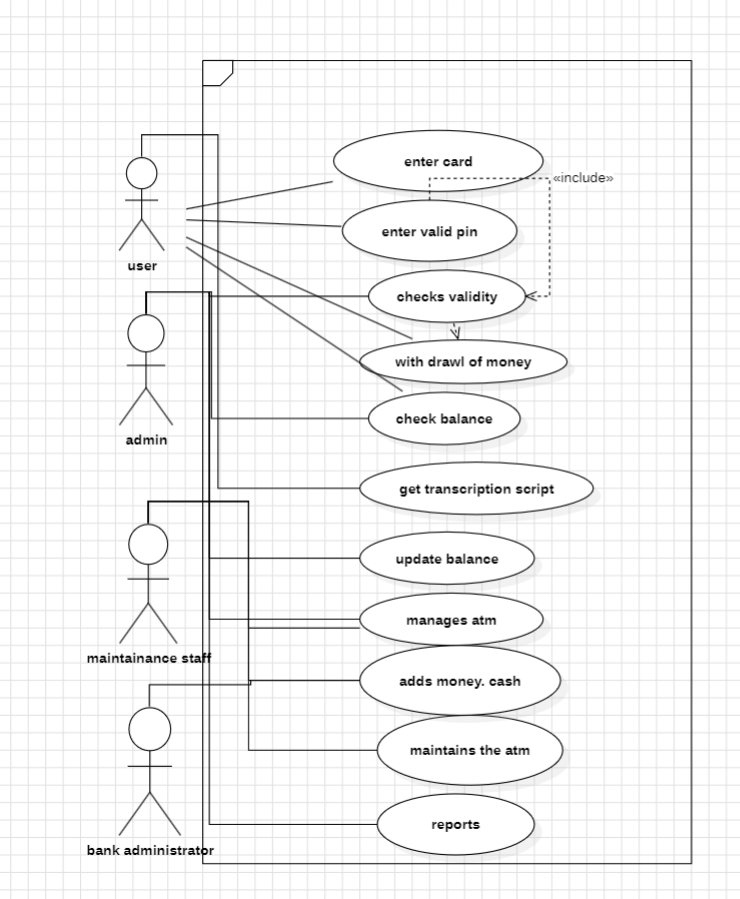 enter card
«include»
enter valid pin
user
checks validity
with drawl of money
check balance
admin
get transcription script
update balance
manages atm
maintainance staff
adds money. cash
maintains the atm
reports
bank administrator